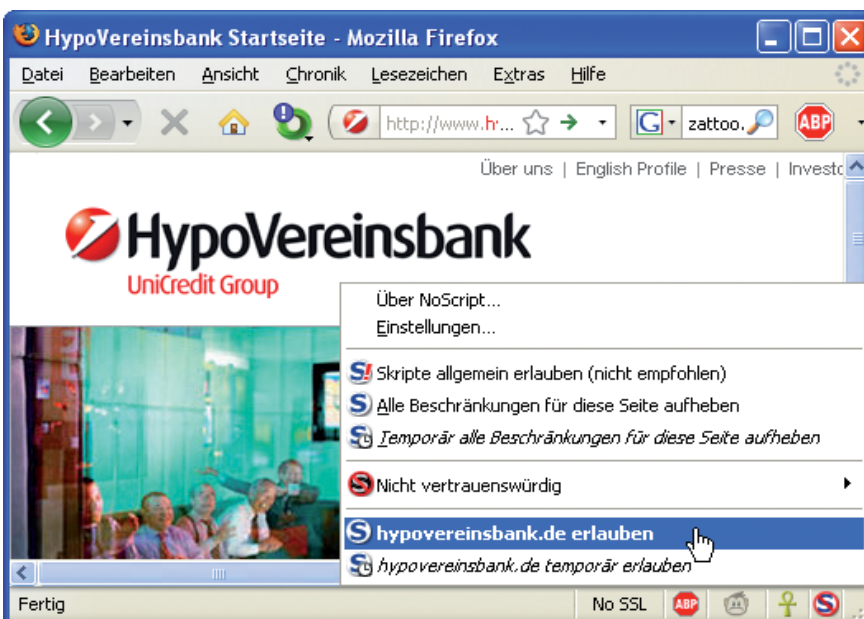 HypoVereinsbank Startseite - Mozilla Firefox
Datei Bearbeiten Ansicht Chronik Lesezeichen Extras Hilfe
http://www.h... G zattoo. ABP
Über uns | English Profile | Presse | Investo
HypoVereinsbank
UniCredit Group
Über NoScript...
Einstellungen...
Skripte allgemein erlauben (nicht empfohlen)
Alle Beschränkungen für diese Seite aufheben
Temporär alle Beschränkungen für diese Seite aufheben
Nicht vertrauenswürdig
hypovereinsbank.de erlauben
hypovereinsbank.de temporär erlauben
Fertig No SSL ABP